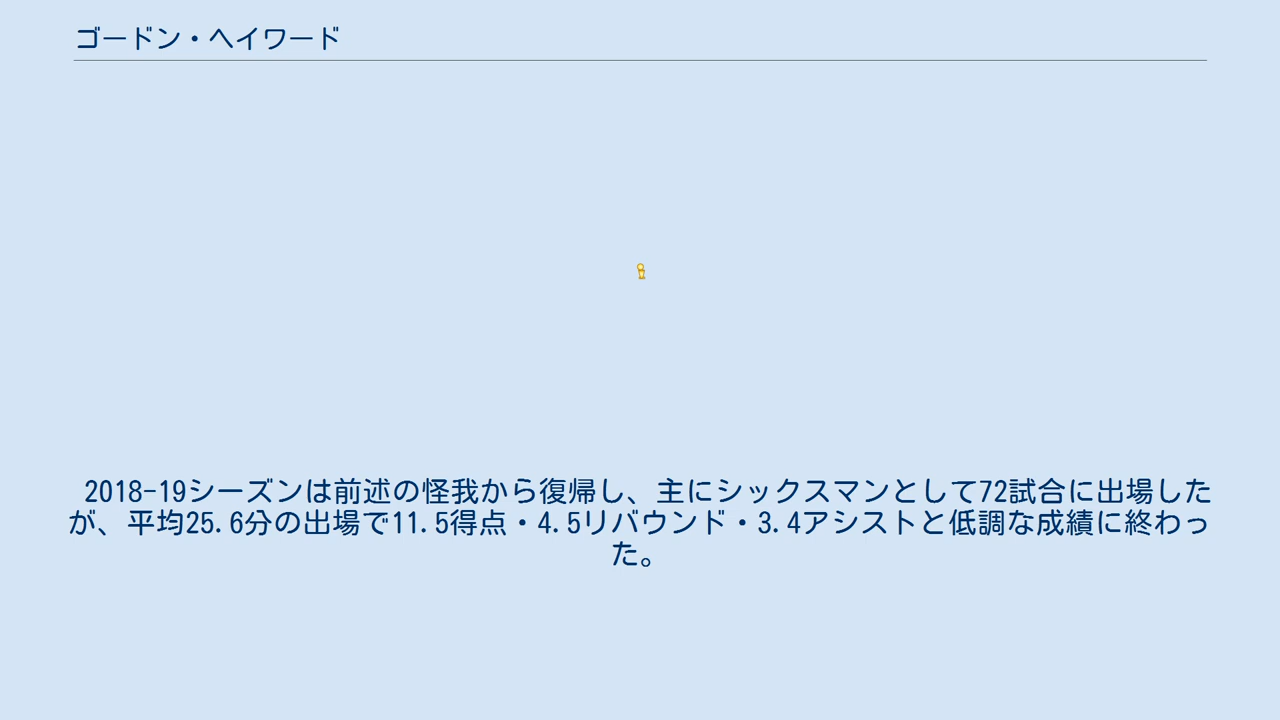 ゴードン・ヘイワード
2018-19シーズンは前述の怪我から復帰し、主にシックスマンとして72試合に出場した
が、平均25.6分の出場で11.5得点・4.5リバウンド・3.4アシストと低調な成績に終わっ
た。